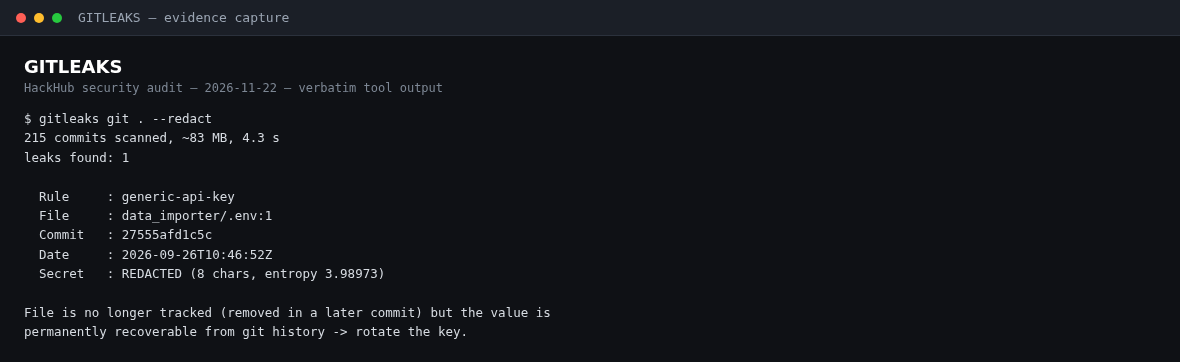 GITLEAKS — evidence capture
GITLEAKS
HackHub security audit — 2026-11-22 — verbatim tool output
$ gitleaks git . --redact
215 commits scanned, ~83 MB, 4.3 s
leaks found: 1
Rule     : generic-api-key
File     : data_importer/.env:1
Commit   : 27555afd1c5c
Date     : 2026-09-26T10:46:52Z
Secret   : REDACTED (8 chars, entropy 3.98973)
File is no longer tracked (removed in a later commit) but the value is
permanently recoverable from git history -> rotate the key.